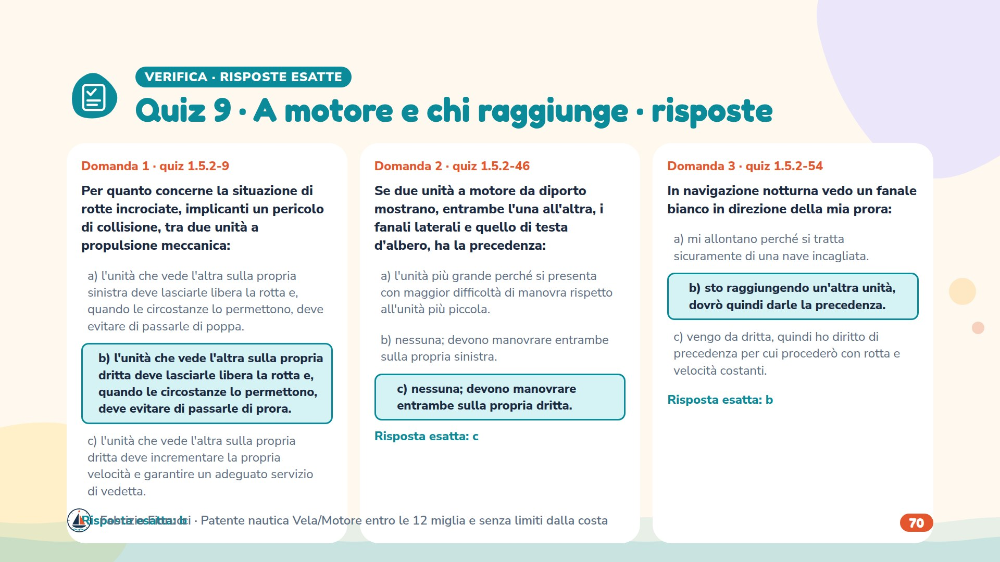 VERIFICA · RISPOSTE ESATTE
Quiz 9 · A motore e chi raggiunge · risposte
Domanda 1 · quiz 1.5.2-9
Per quanto concerne la situazione di
rotte incrociate, implicanti un pericolo
di collisione, tra due unità a
propulsione meccanica:
a) l'unità che vede l'altra sulla propria
sinistra deve lasciarle libera la rotta e,
quando le circostanze lo permettono, deve
evitare di passarle di poppa.
b) l'unità che vede l'altra sulla propria
dritta deve lasciarle libera la rotta e,
quando le circostanze lo permettono,
deve evitare di passarle di prora.
c) l'unità che vede l'altra sulla propria
dritta deve incrementare la propria
velocità e garantire un adeguato servizio
di vedetta.
Risposta esatta: b
Domanda 2 · quiz 1.5.2-46
Se due unità a motore da diporto
mostrano, entrambe l'una all'altra, i
fanali laterali e quello di testa
d’albero, ha la precedenza:
a) l'unità più grande perché si presenta
con maggior difficoltà di manovra rispetto
all'unità più piccola.
b) nessuna; devono manovrare entrambe
sulla propria sinistra.
c) nessuna; devono manovrare
entrambe sulla propria dritta.
Risposta esatta: c
Domanda 3 · quiz 1.5.2-54
In navigazione notturna vedo un fanale
bianco in direzione della mia prora:
a) mi allontano perché si tratta
sicuramente di una nave incagliata.
b) sto raggiungendo un'altra unità,
dovrò quindi darle la precedenza.
c) vengo da dritta, quindi ho diritto di
precedenza per cui procederò con rotta e
velocità costanti.
Risposta esatta: b
· Patente nautica Vela/Motore entro le 12 miglia e senza limiti dalla costa
70